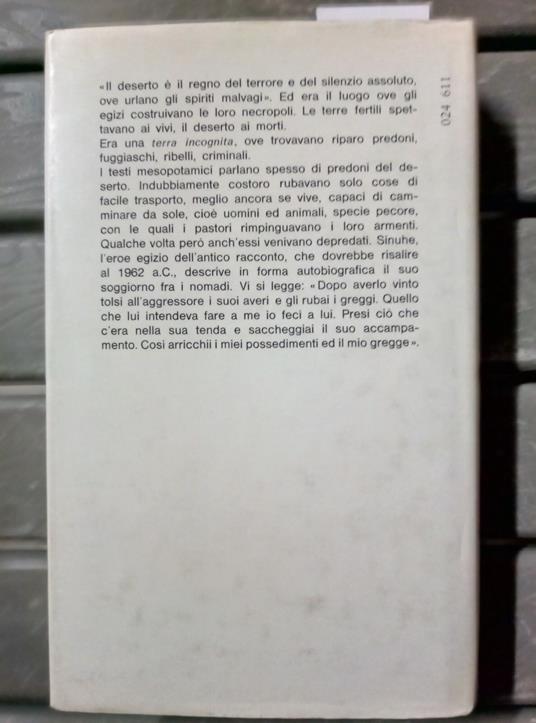 «Il deserto è il regno del terrore e del silenzio assoluto,
ove urlano gli spiriti malvagi». Ed era il luogo ove gli
egizi costruivano le loro necropoli. Le terre fertili spet-
tavano ai vivi, il deserto ai morti.
Era una terra incognita, ove trovavano riparo predoni,
fuggiaschi, ribelli, criminali.
I testi mesopotamici parlano spesso di predoni del de-
serto. Indubbiamente costoro rubavano solo cose di
facile trasporto, meglio ancora se vive, capaci di cam-
minare da sole, cioè uomini ed animali, specie pecore,
con le quali i pastori rimpinguavano i loro armenti.
Qualche volta però anch'essi venivano depredati. Sinuhe,
l'eroe egizio dell'antico racconto, che dovrebbe risalire
al 1962 a.C., descrive in forma autobiografica il suo
soggiorno fra i nomadi. Vi si legge: «Dopo averlo vinto
tolsi all'aggressore i suoi averi e gli rubai i greggi. Quello
che lui intendeva fare a me io feci a lui. Presi ciò che
c'era nella sua tenda e saccheggiai il suo accampa-
mento. Così arricchii i miei possedimenti ed il mio gregge».
024 611